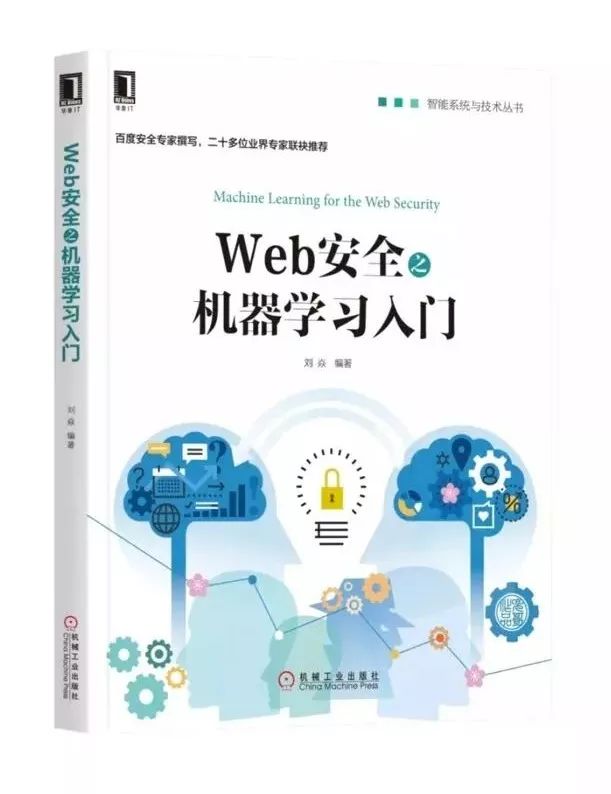 华章IT
Web安全之机器学习入门
刘焱 编著
机械工业出版社
China Machine Press
华章IT
智能系统与技术丛书
百度安全专家撰写，二十多位业界专家联袂推荐
Machine Learning for the Web Security
Web安全之
机器学习入门
刘焱 编著
机械工业出版社
China Machine Press